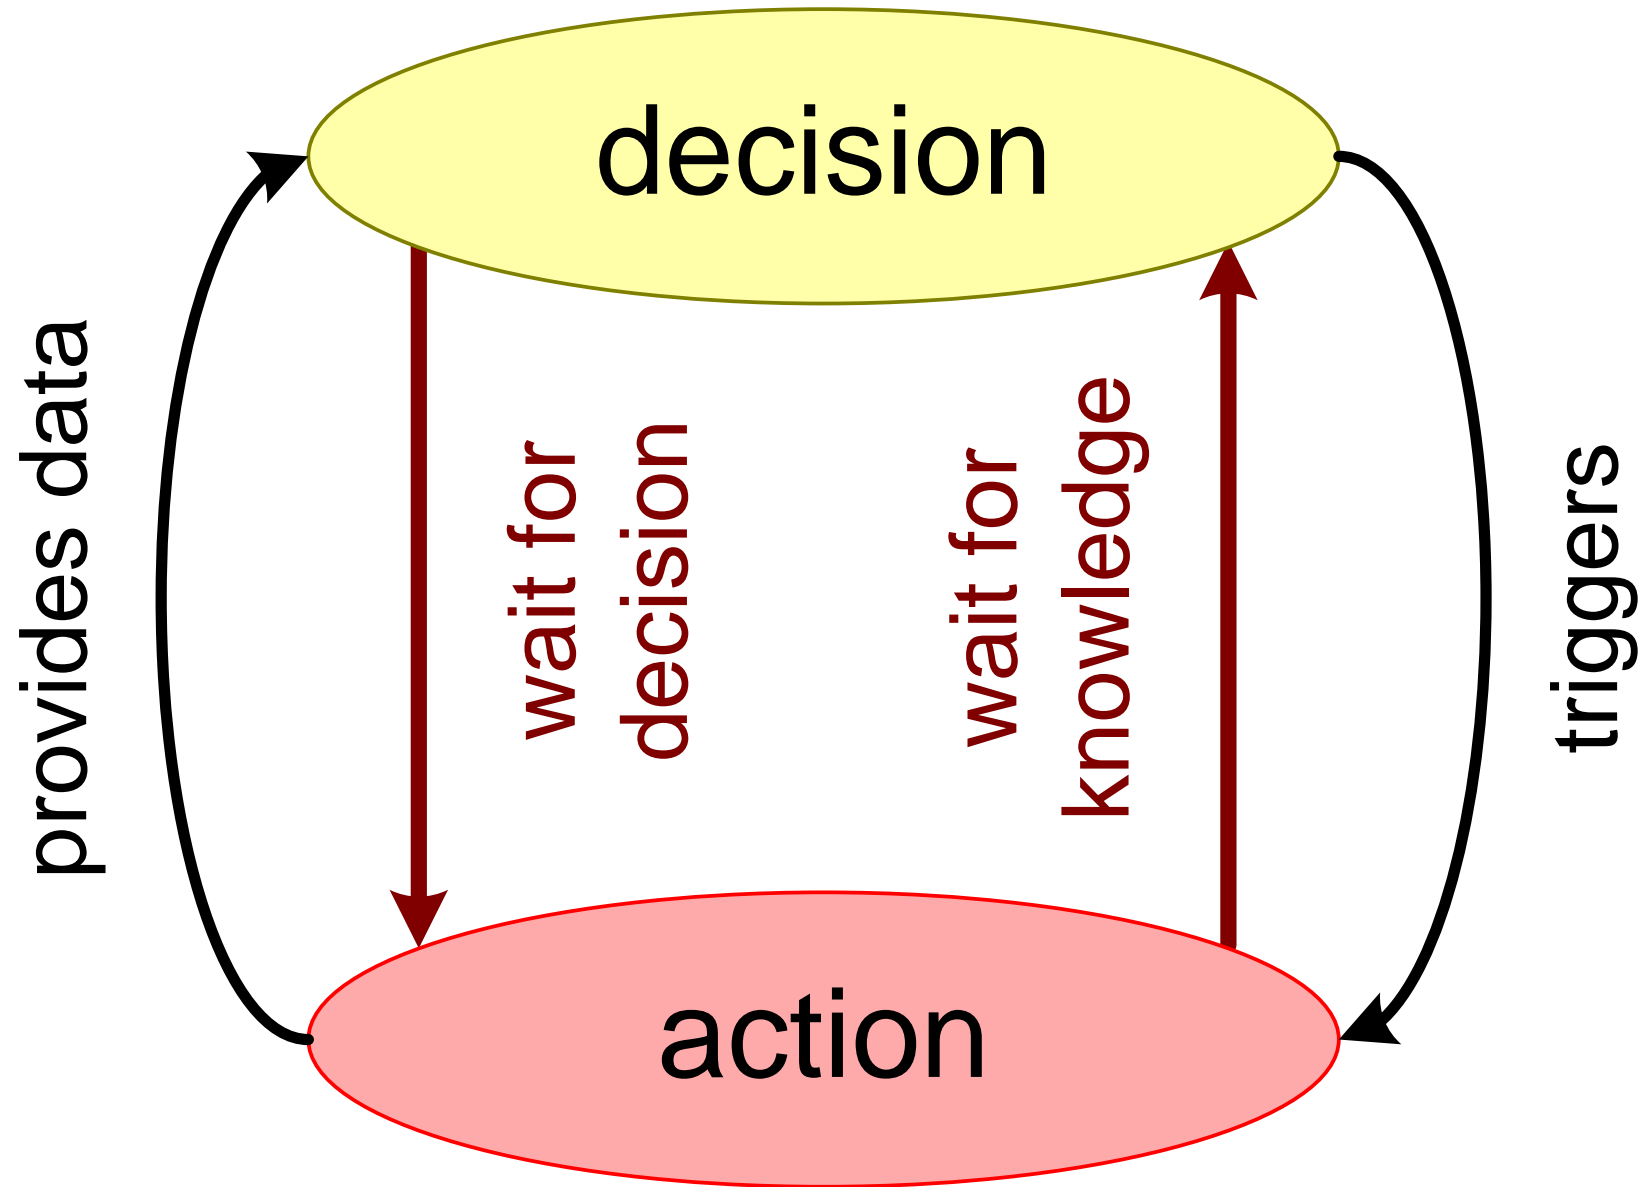 decision
provides data
wait for
decision
wait for
knowledge
triggers
action